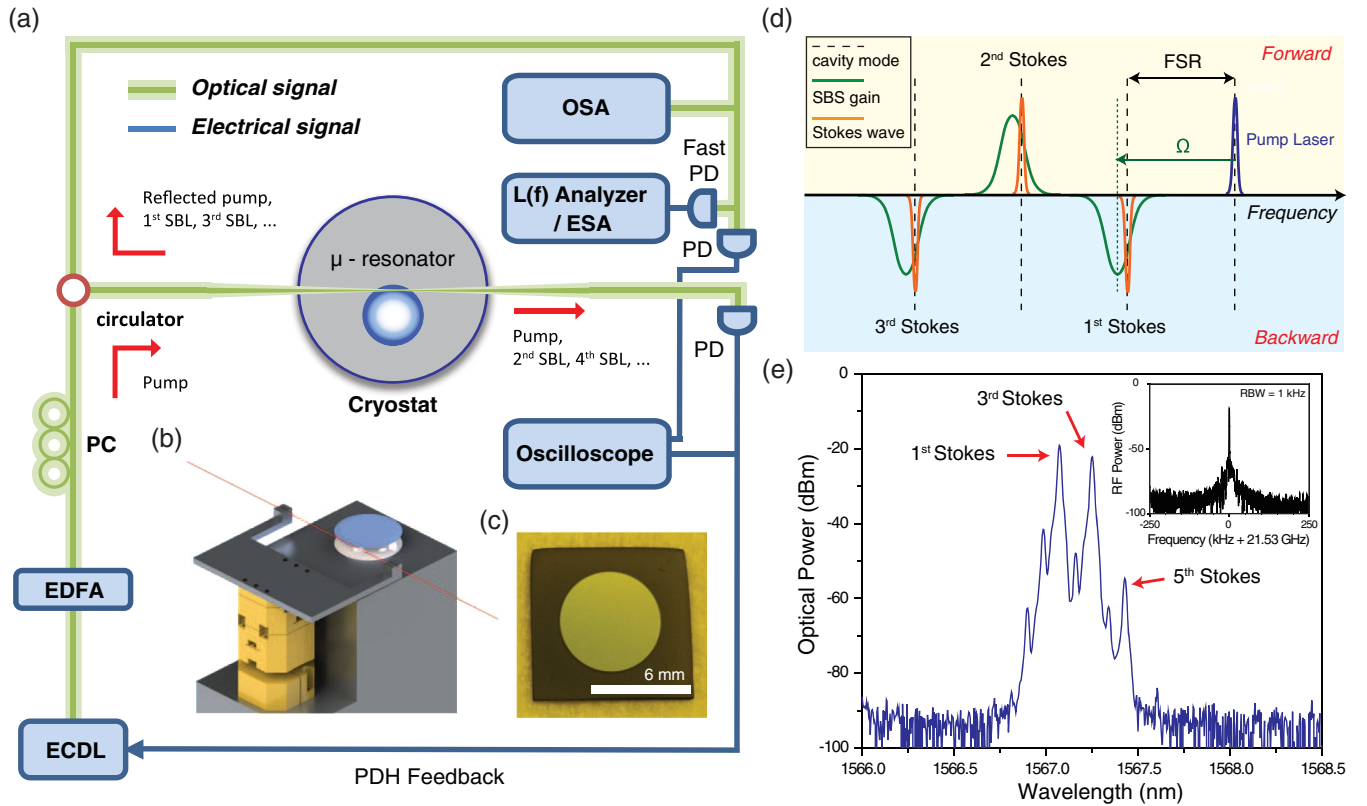 (a)
Optical signal
Electrical signal
OSA
Fast
PD
L(f) Analyzer
/ ESA
PD
Reflected pump,
1st SBL, 3rd SBL, ...
μ - resonator
circulator
Pump
Pump,
2nd SBL, 4th SBL, ...
PD
Cryostat
PC
Oscilloscope
EDFA
ECDL
PDH Feedback
(b)
(c)
6 mm
(d)
cavity mode
SBS gain
Stokes wave
2nd Stokes
FSR
Forward
Pump Laser
Ω
Frequency
3rd Stokes
1st Stokes
Backward
(e)
Optical Power (dBm)
0
-20
-40
-60
-80
-100
1566.0
1566.5
1567.0
1567.5
1568.0
1568.5
Wavelength (nm)
1st Stokes
3rd Stokes
5th Stokes
RBW = 1 kHz
RF Power (dBm)
0
-50
-100
-250
0
250
Frequency (kHz + 21.53 GHz)